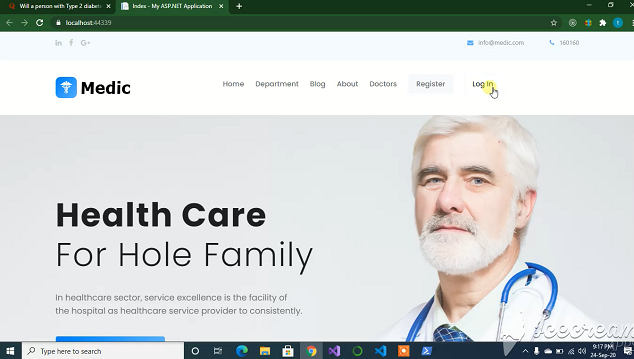 Will a person with Type 2 diabete
Index - My ASP.NET Application
localhost:44339
info@medic.com 160160
Medic
Home Department Blog About Doctors Register Log In
Health Care
For Hole Family
In healthcare sector, service excellence is the facility of
the hospital as healthcare service provider to consistently.
icecream
Type here to search
9:17 PM
24-Sep-20